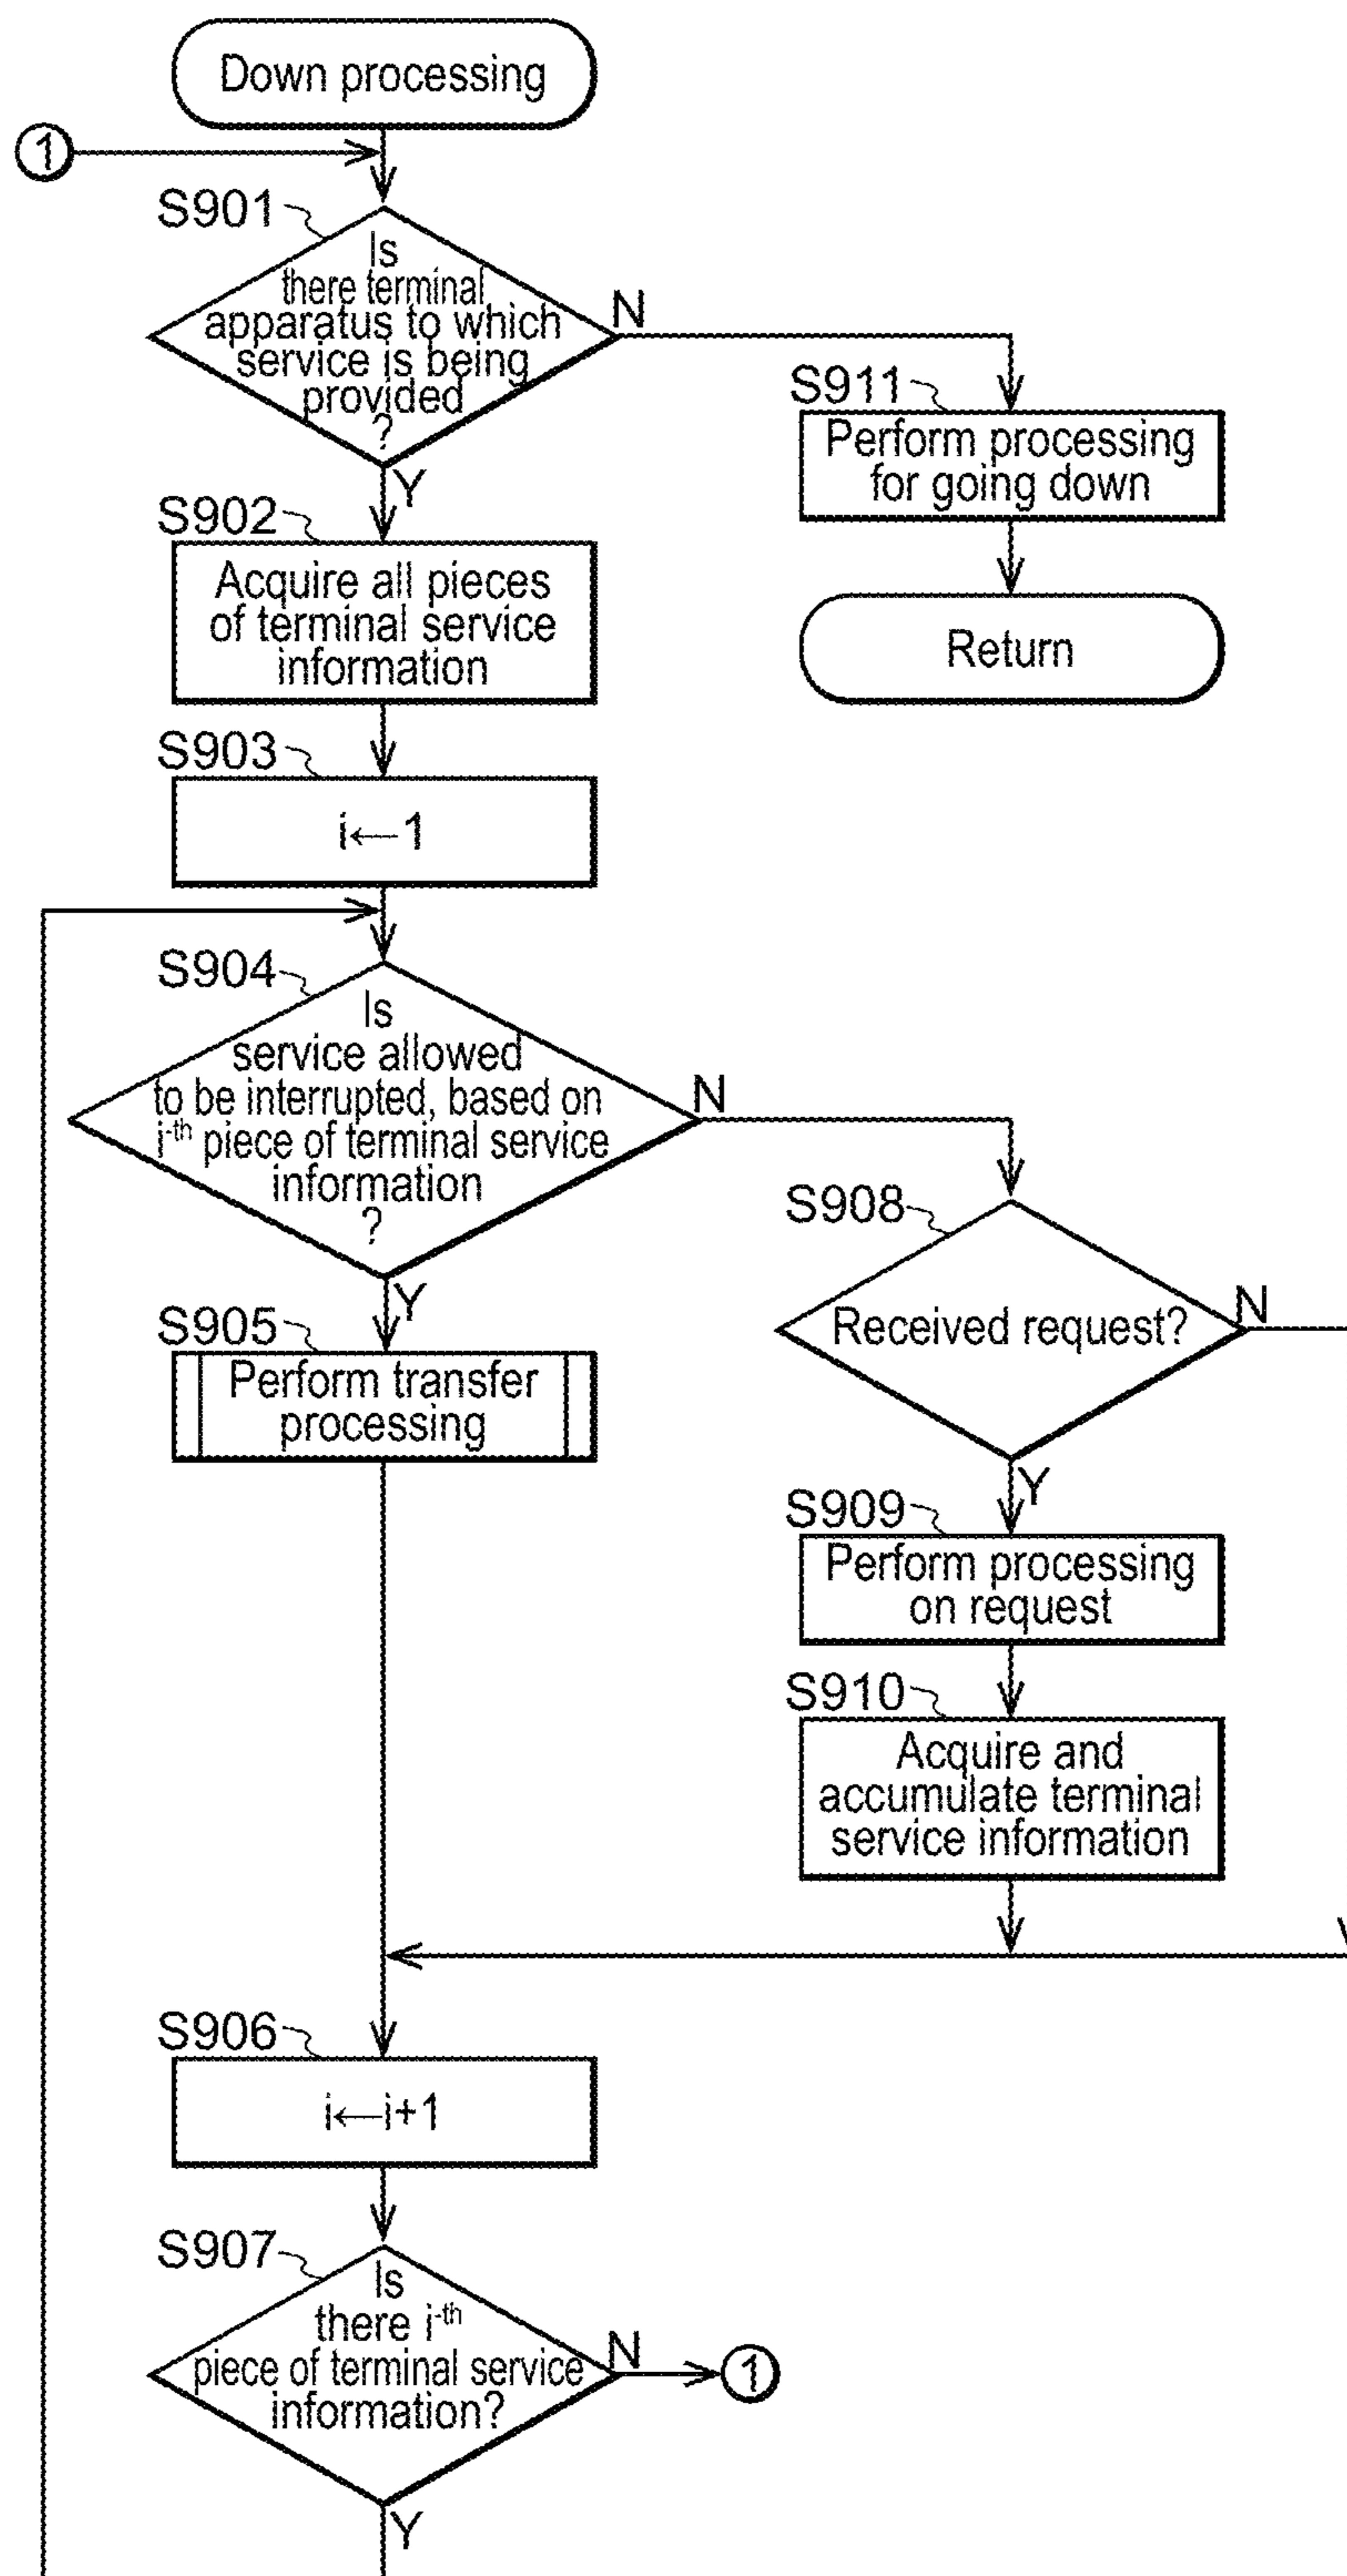 Down processing
1
S901
Is
there terminal
apparatus to which
service is being
provided
?
N
Y
S911
Perform processing
for going down
Return
S902
Acquire all pieces
of terminal service
information
S903
i←1
S904
Is
service allowed
to be interrupted, based on
i-th piece of terminal service
information
?
N
Y
S908
Received request?
N
Y
S905
Perform transfer
processing
S909
Perform processing
on request
S910
Acquire and
accumulate terminal
service information
S906
i←i+1
S907
Is
there i-th
piece of terminal service
information?
N
1
Y